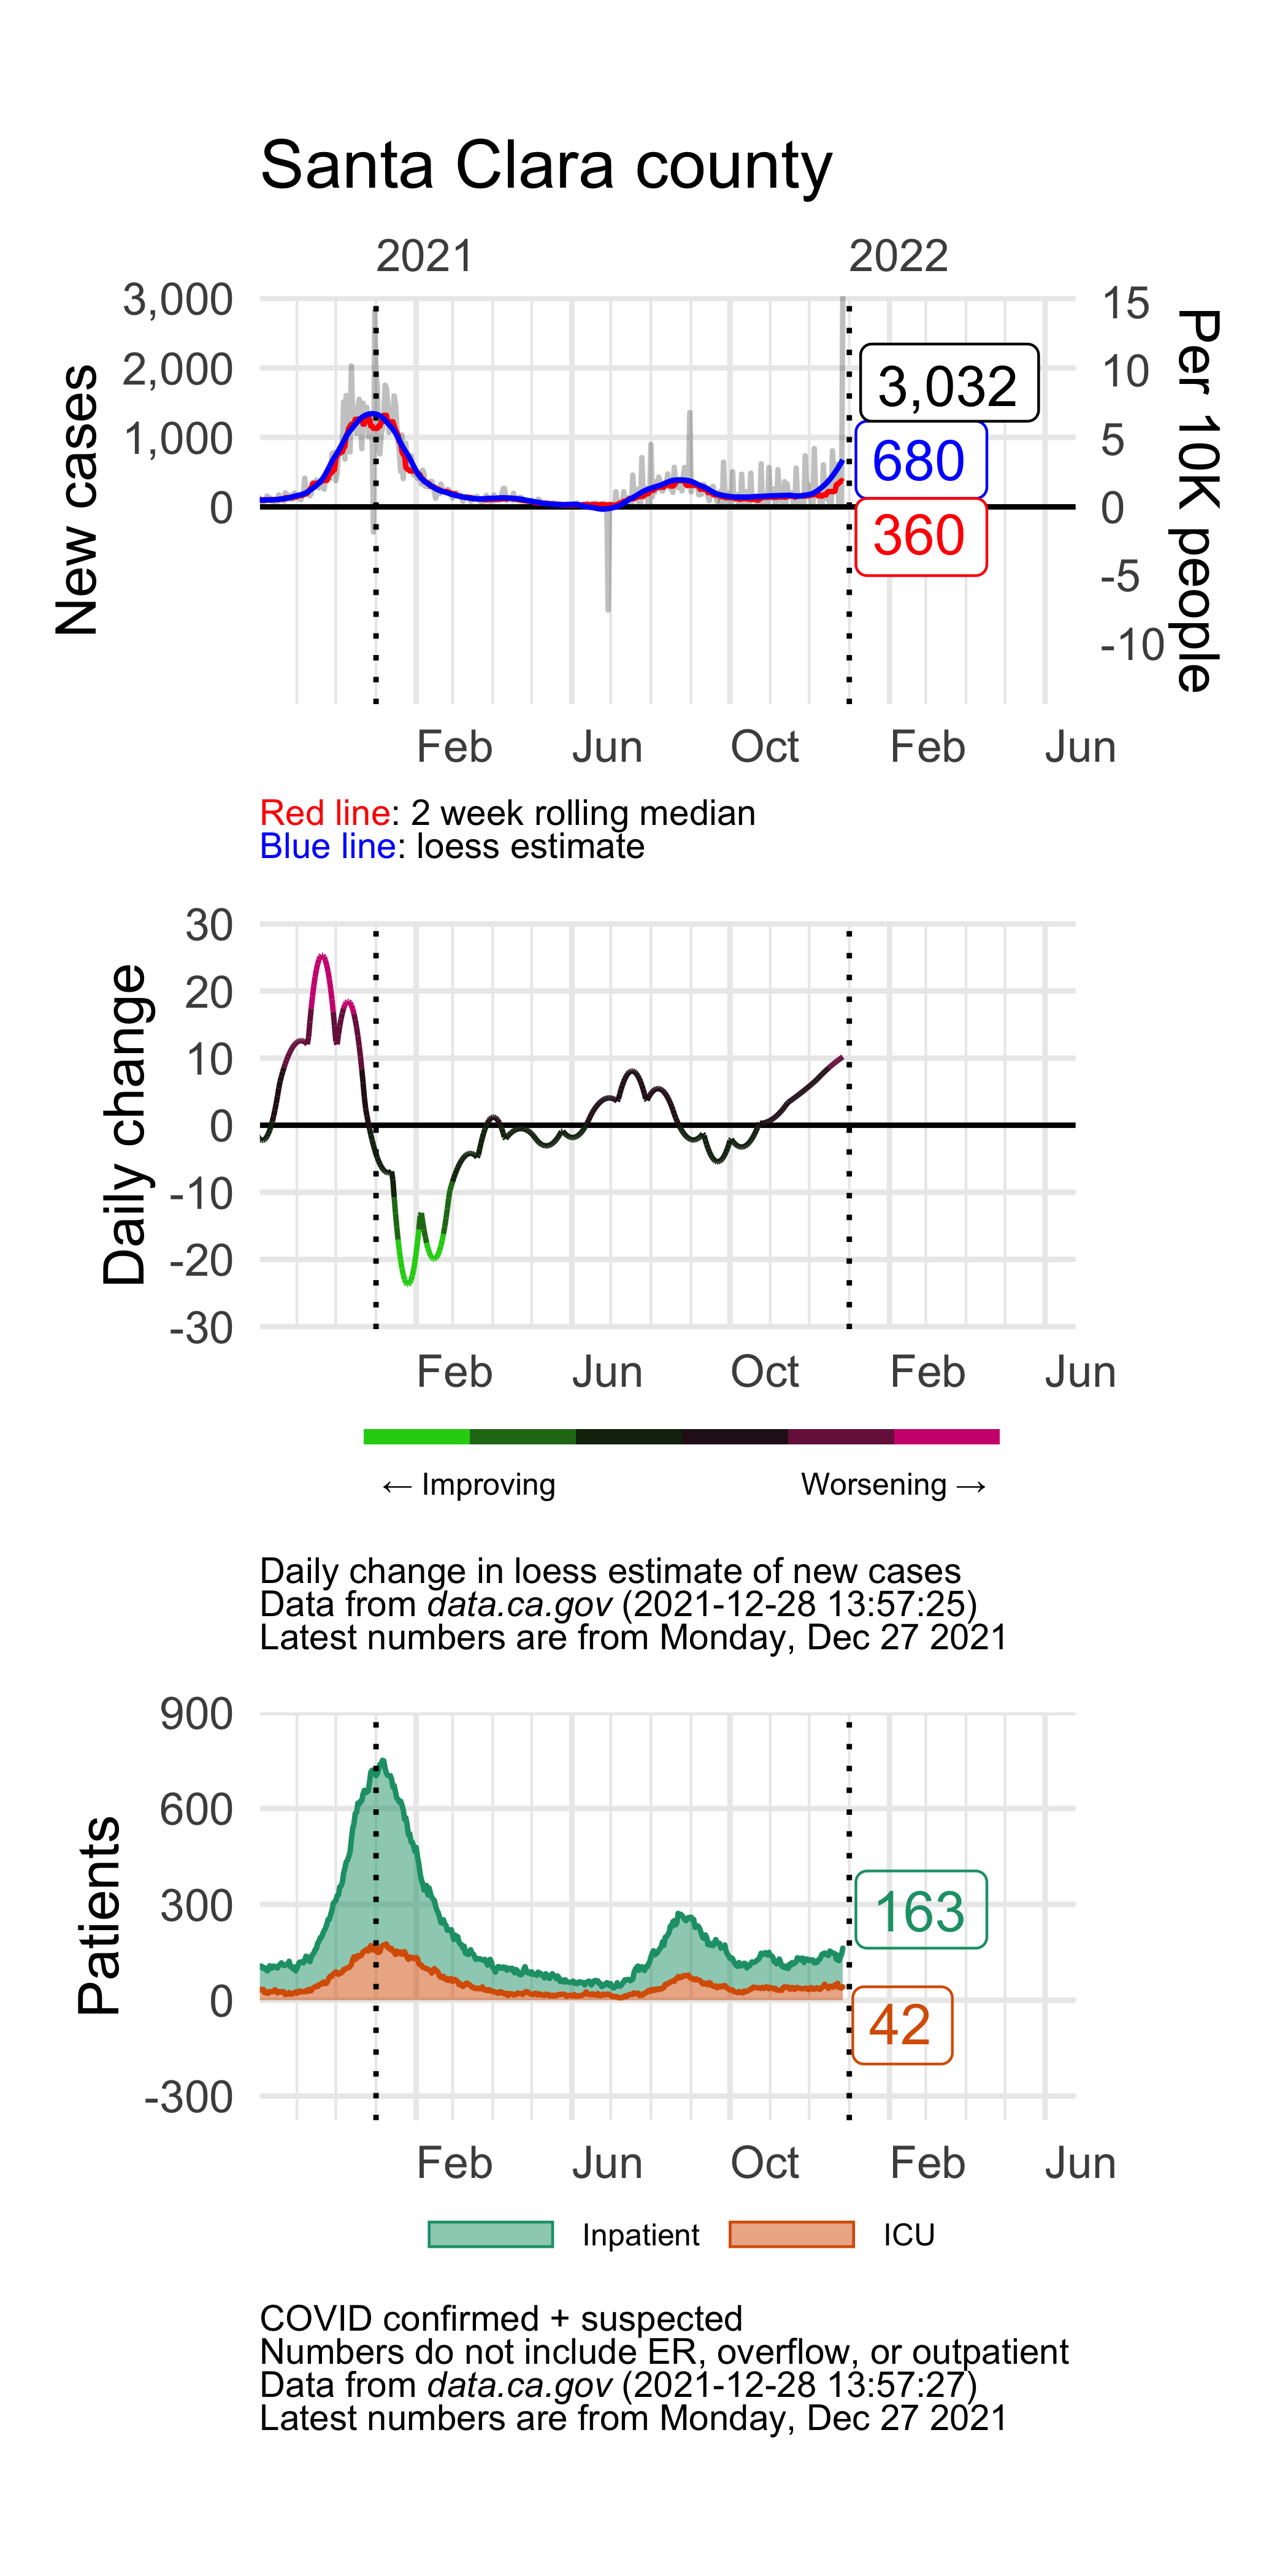 Santa Clara county
2021 2022
New cases
3,000
2,000
1,000
0
15
10
5
0
-5
-10
Per 10K people
3,032
680
360
Feb Jun Oct Feb Jun
Red line: 2 week rolling median
Blue line: loess estimate
Daily change
30
20
10
0
-10
-20
-30
Feb Jun Oct Feb Jun
← Improving Worsening →
Daily change in loess estimate of new cases
Data from data.ca.gov (2021-12-28 13:57:25)
Latest numbers are from Monday, Dec 27 2021
Patients
900
600
300
0
-300
163
42
Feb Jun Oct Feb Jun
Inpatient ICU
COVID confirmed + suspected
Numbers do not include ER, overflow, or outpatient
Data from data.ca.gov (2021-12-28 13:57:27)
Latest numbers are from Monday, Dec 27 2021